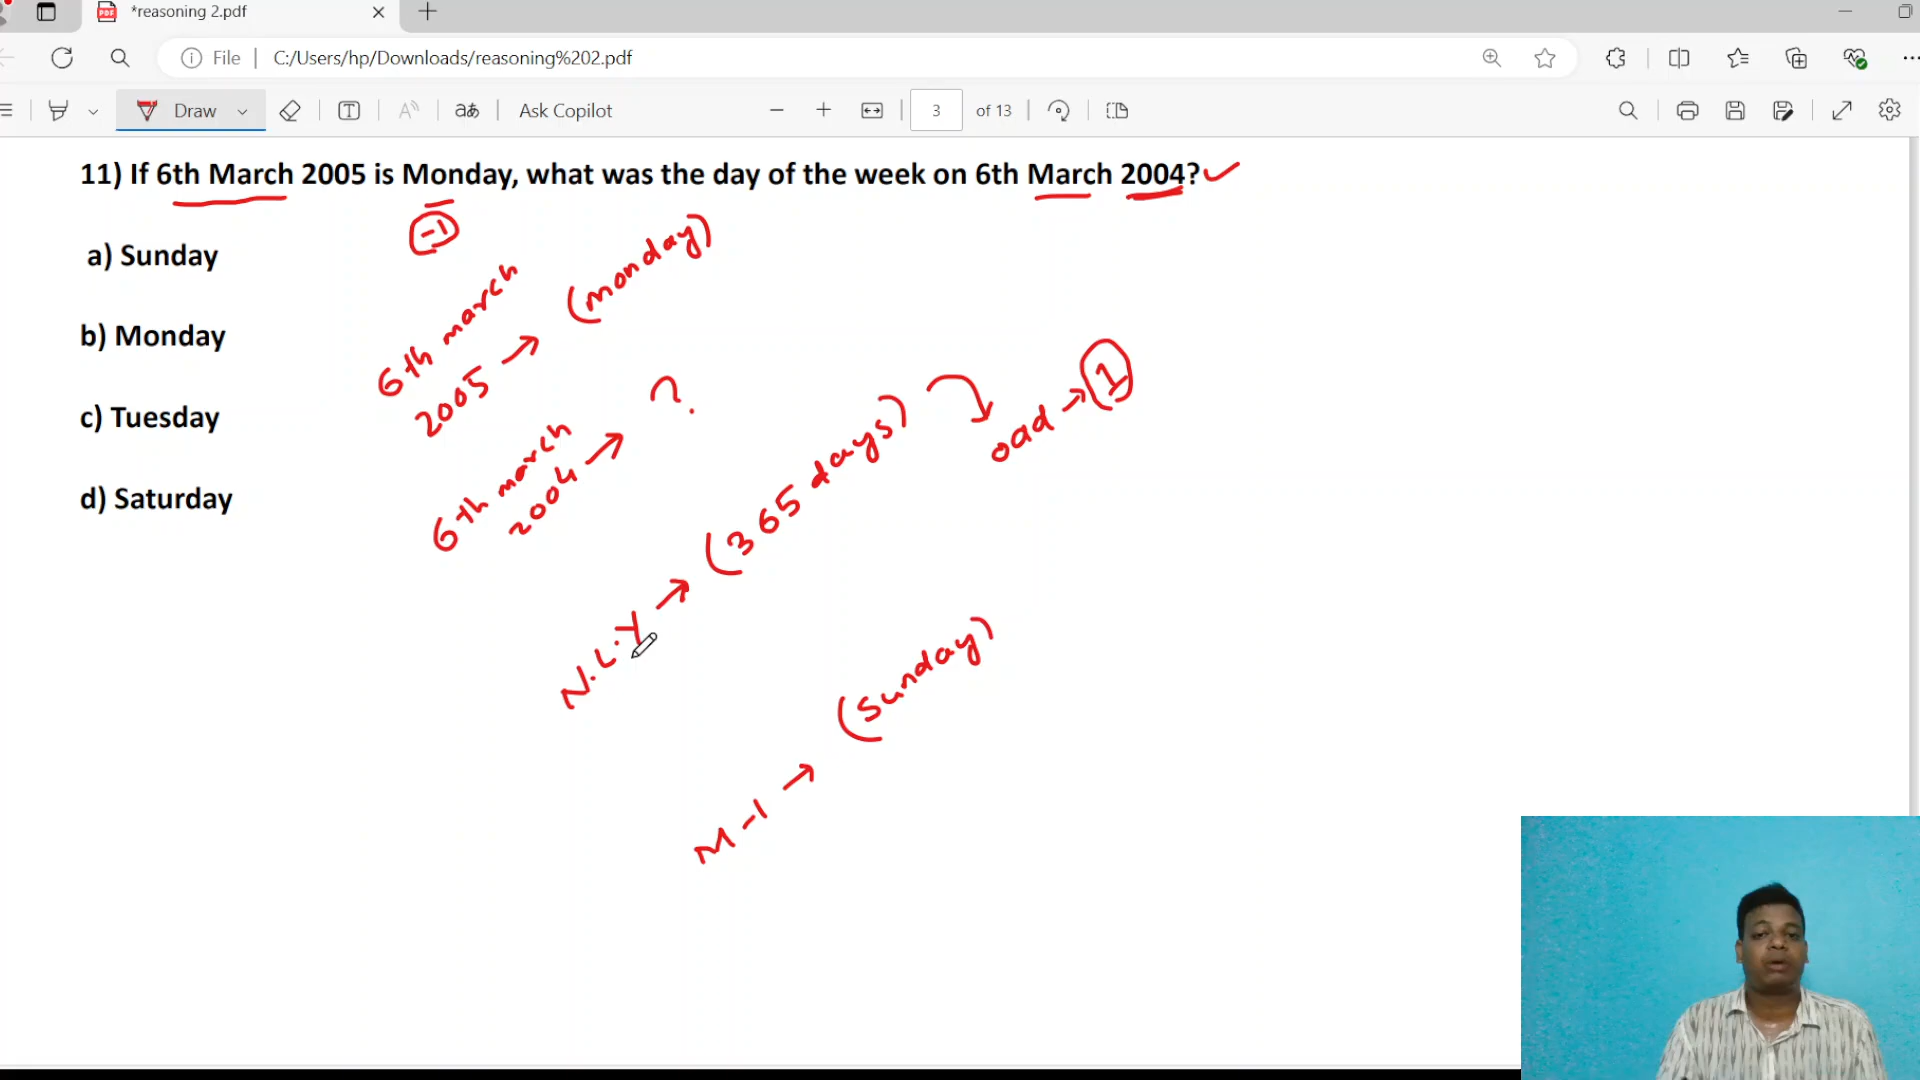 *reasoning 2.pdf
File
C:/Users/hp/Downloads/reasoning%202.pdf
Draw
Ask Copilot
3
of 13
11) If 6th March 2005 is Monday, what was the day of the week on 6th March 2004?
a) Sunday
b) Monday
c) Tuesday
d) Saturday
-1
6th march
2005 → (monday)
6th march
2004 → ?
N.L.Y → (365 days)
oad → 1
M-1 → (Sunday)